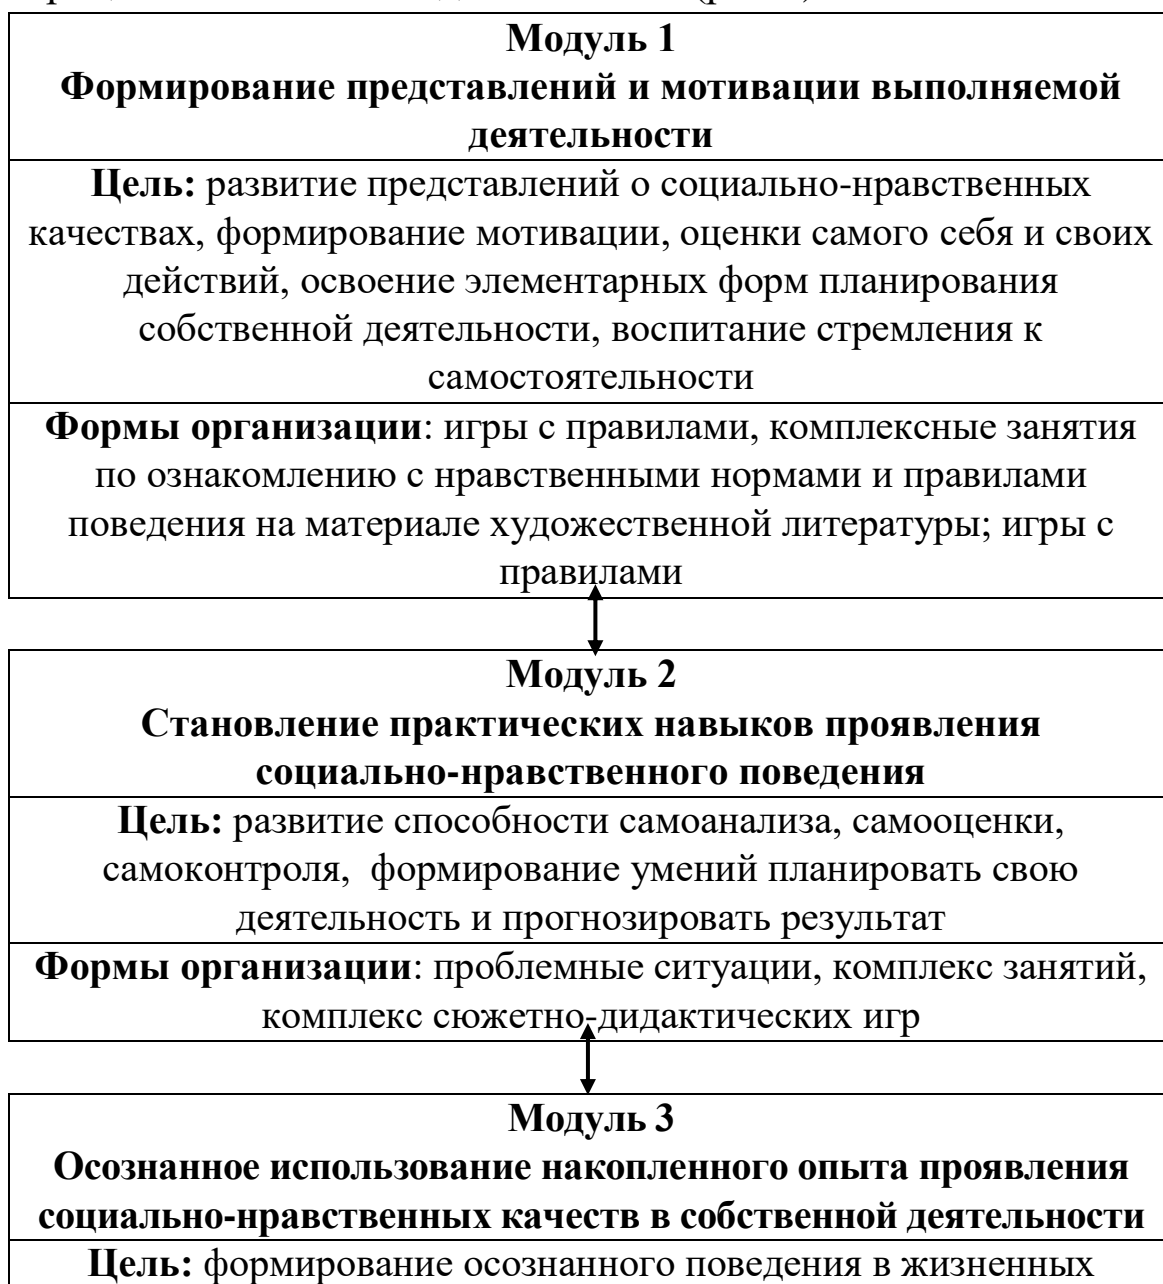 Модуль 1
Формирование представлений и мотивации выполняемой
деятельности
Цель: развитие представлений о социально-нравственных
качествах, формирование мотивации, оценки самого себя и своих
действий, освоение элементарных форм планирования
собственной деятельности, воспитание стремления к
самостоятельности
Формы организации: игры с правилами, комплексные занятия
по ознакомлению с нравственными нормами и правилами
поведения на материале художественной литературы; игры с
правилами
Модуль 2
Становление практических навыков проявления
социально-нравственного поведения
Цель: развитие способности самоанализа, самооценки,
самоконтроля,  формирование умений планировать свою
деятельность и прогнозировать результат
Формы организации: проблемные ситуации, комплекс занятий,
комплекс сюжетно-дидактических игр
Модуль 3
Осознанное использование накопленного опыта проявления
социально-нравственных качеств в собственной деятельности
Цель: формирование осознанного поведения в жизненных